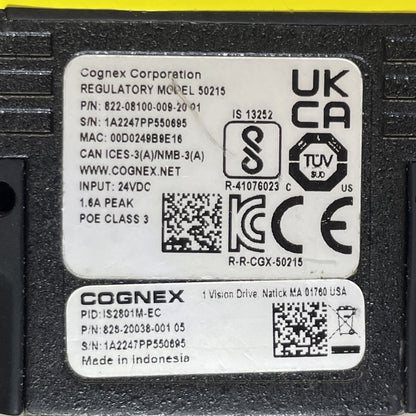 Cognex Corporation
REGULATORY MODEL 50215
P/N: 822-08100-009-20 01
S/N: 1A2247PP550695
MAC: 00D0249B9E16
CAN ICES-3(A)/NMB-3(A)
WWW.COGNEX.NET
INPUT: 24VDC
1.6A PEAK
POE CLASS 3
IS 13252
R-41076023
UK
CA
TÜV
SUD
C US
KC CE
R-R-CGX-50215
COGNEX
1 Vision Drive, Natick MA 01760 USA
PID: IS2801M-EC
P/N: 825-20038-001 05
S/N: 1A2247PP550695
Made in Indonesia